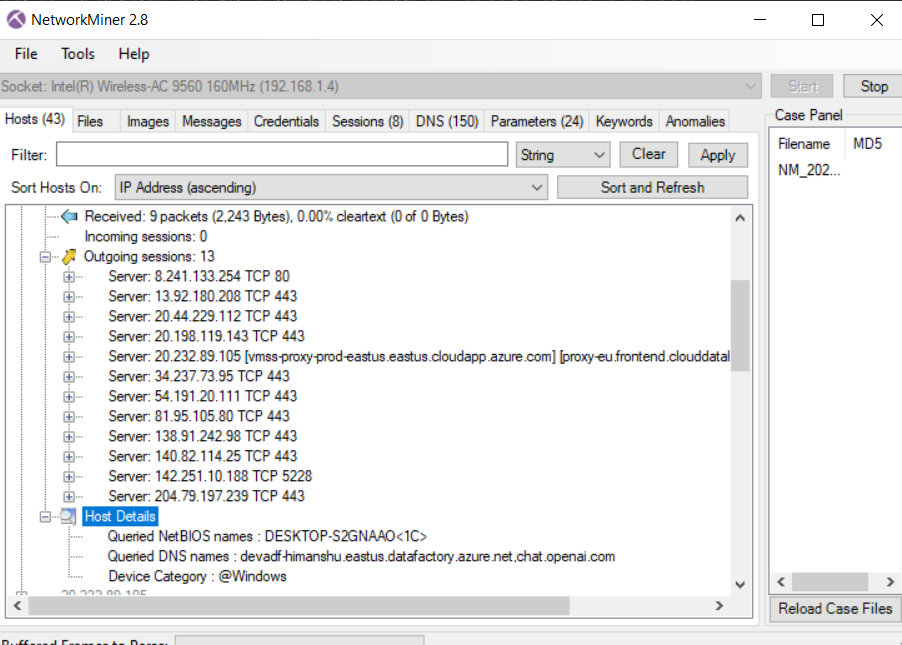 NetworkMiner 2.8
File Tools Help
Socket: Intel(R) Wireless-AC 9560 160MHz (192.168.1.4)
Start Stop
Hosts (43) Files Images Messages Credentials Sessions (8) DNS (150) Parameters (24) Keywords Anomalies
Case Panel
Filter: String Clear Apply
Filename MD5
NM_202...
Sort Hosts On: IP Address (ascending) Sort and Refresh
Received: 9 packets (2,243 Bytes), 0.00% cleartext (0 of 0 Bytes)
Incoming sessions: 0
Outgoing sessions: 13
Server: 8.241.133.254 TCP 80
Server: 13.92.180.208 TCP 443
Server: 20.44.229.112 TCP 443
Server: 20.198.119.143 TCP 443
Server: 20.232.89.105 [vmss-proxy-prod-eastus.eastus.cloudapp.azure.com] [proxy-eu.frontend.clouddatal
Server: 34.237.73.95 TCP 443
Server: 54.191.20.111 TCP 443
Server: 81.95.105.80 TCP 443
Server: 138.91.242.98 TCP 443
Server: 140.82.114.25 TCP 443
Server: 142.251.10.188 TCP 5228
Server: 204.79.197.239 TCP 443
Host Details
Queried NetBIOS names : DESKTOP-S2GNAAO<1C>
Queried DNS names : devadf-himanshu.eastus.datafactory.azure.net,chat.openai.com
Device Category : @Windows
20.232.89.105
Reload Case Files
Buffered Frames to Parse: